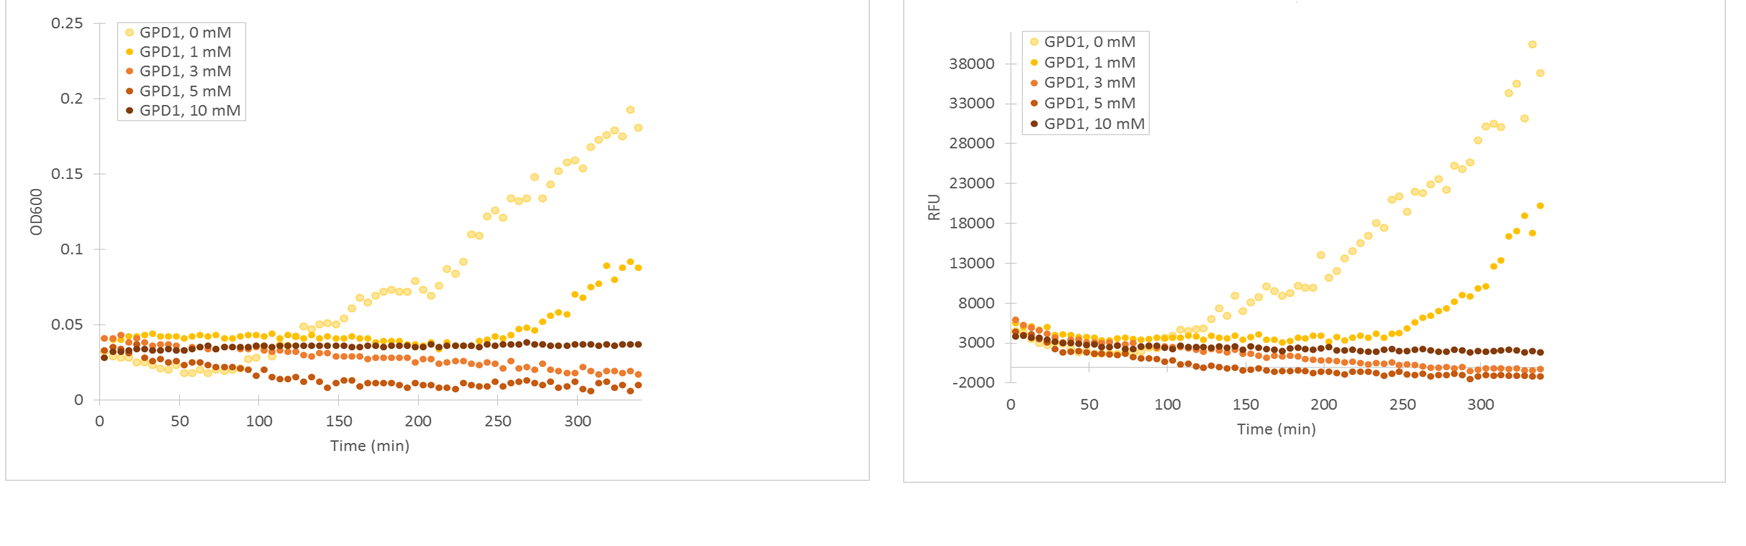 0.25
GPD1, 0 mM
GPD1, 1 mM
GPD1, 3 mM
GPD1, 5 mM
GPD1, 10 mM
0.2
0.15
0.1
0.05
0
OD600
0 50 100 150 200 250 300
Time (min)
GPD1, 0 mM
GPD1, 1 mM
GPD1, 3 mM
GPD1, 5 mM
GPD1, 10 mM
38000
33000
28000
23000
18000
13000
8000
3000
-2000
RFU
0 50 100 150 200 250 300
Time (min)